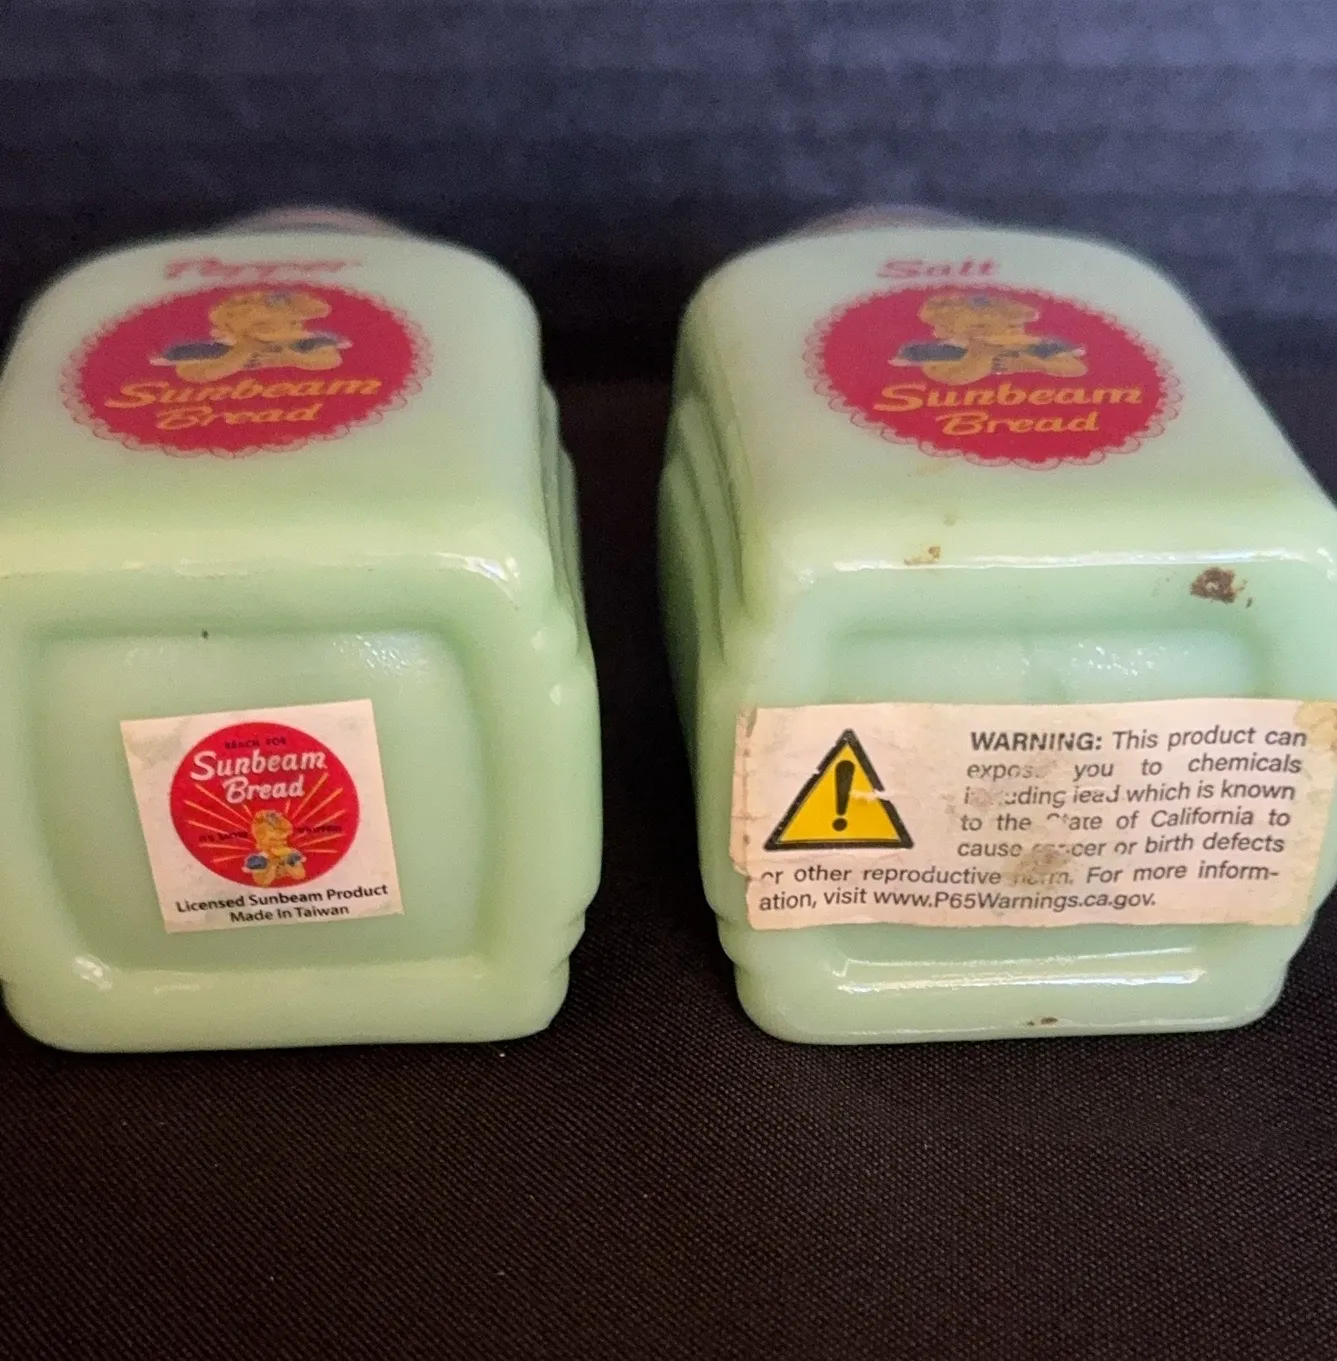 Pepper
Sunbeam
Bread
Salt
Sunbeam
Bread
REACH FOR
Sunbeam
Bread
Licensed Sunbeam Product
Made In Taiwan
WARNING: This product can
you to chemicals
lead which is known
to the of California to
cause or birth defects
other reproductive For more inform-
ation, visit www.P65Warnings.ca.gov.